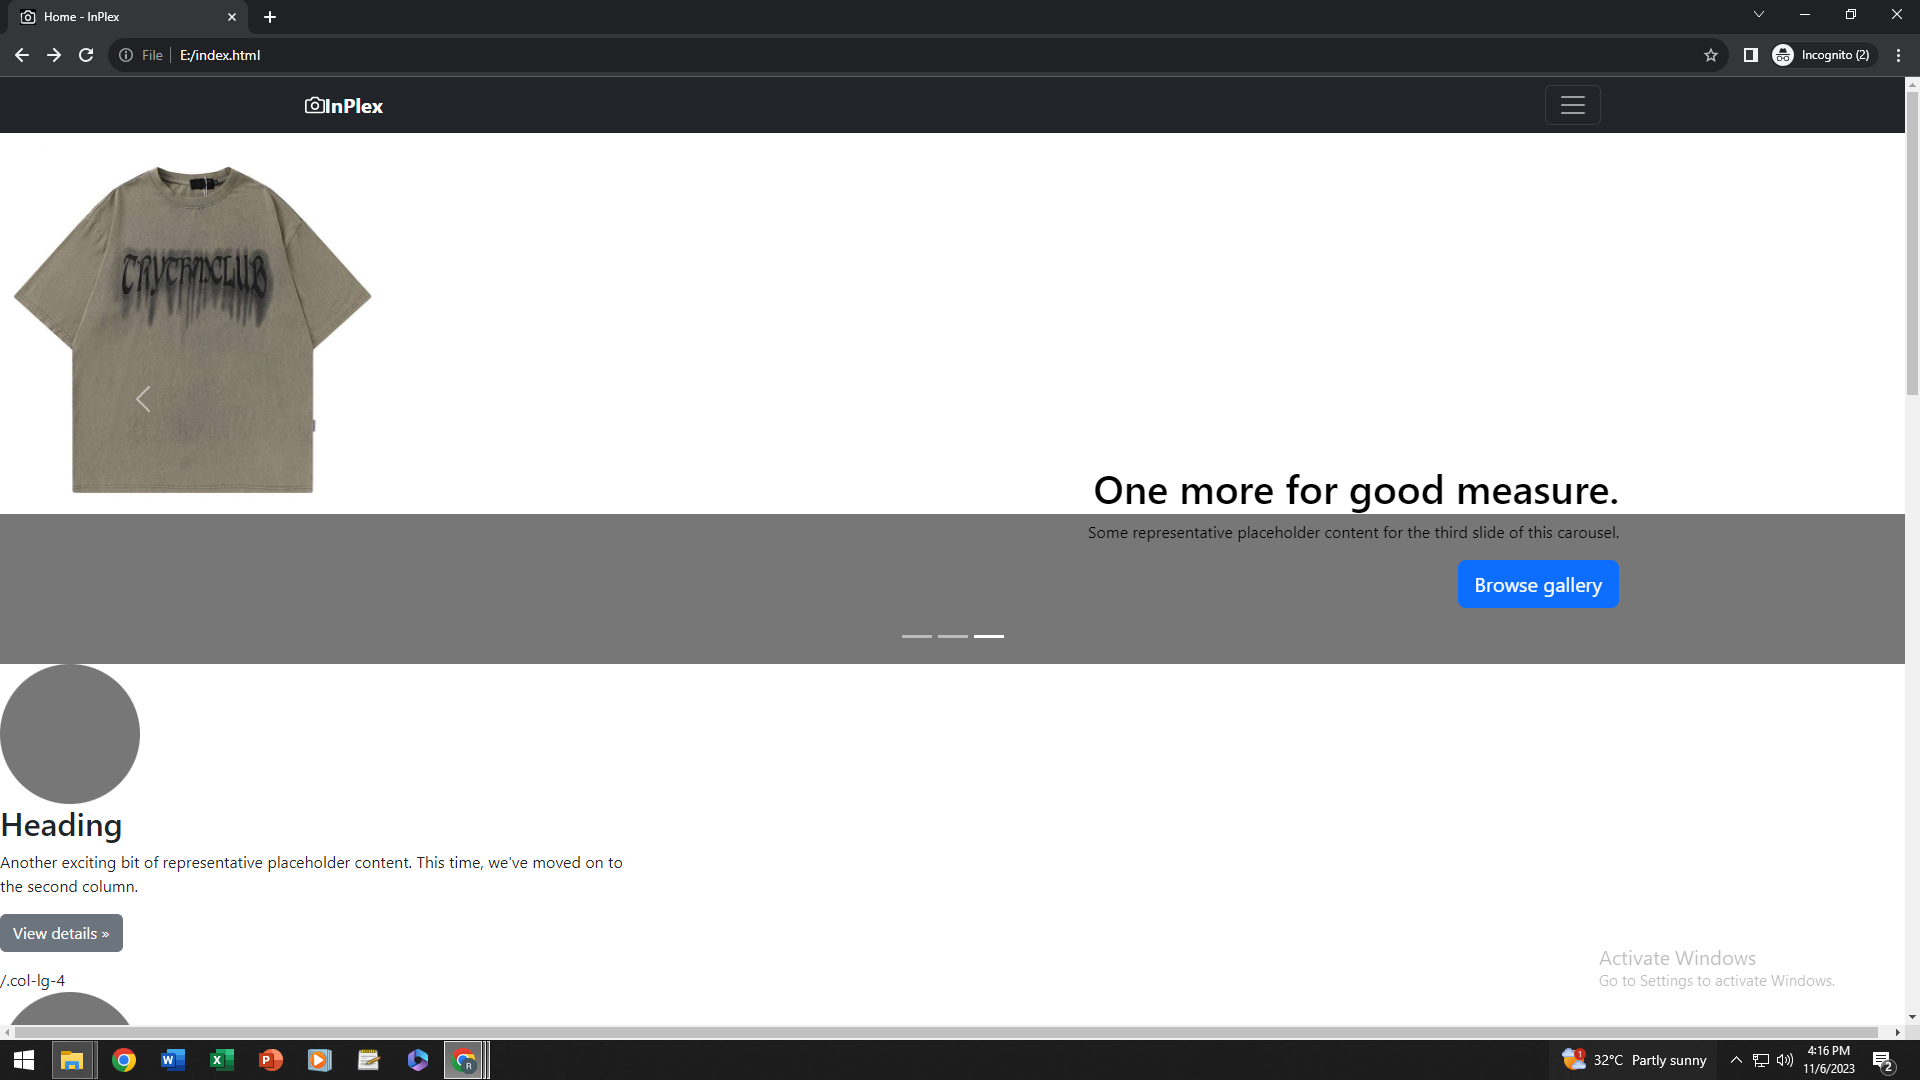 Home - InPlex
File
E:/index.html
Incognito (2)
InPlex
One more for good measure.
Some representative placeholder content for the third slide of this carousel.
Browse gallery
Heading
Another exciting bit of representative placeholder content. This time, we've moved on to
the second column.
View details »
/.col-lg-4
Activate Windows
Go to Settings to activate Windows.
1
32°C Partly sunny
4:16 PM
11/6/2023
2